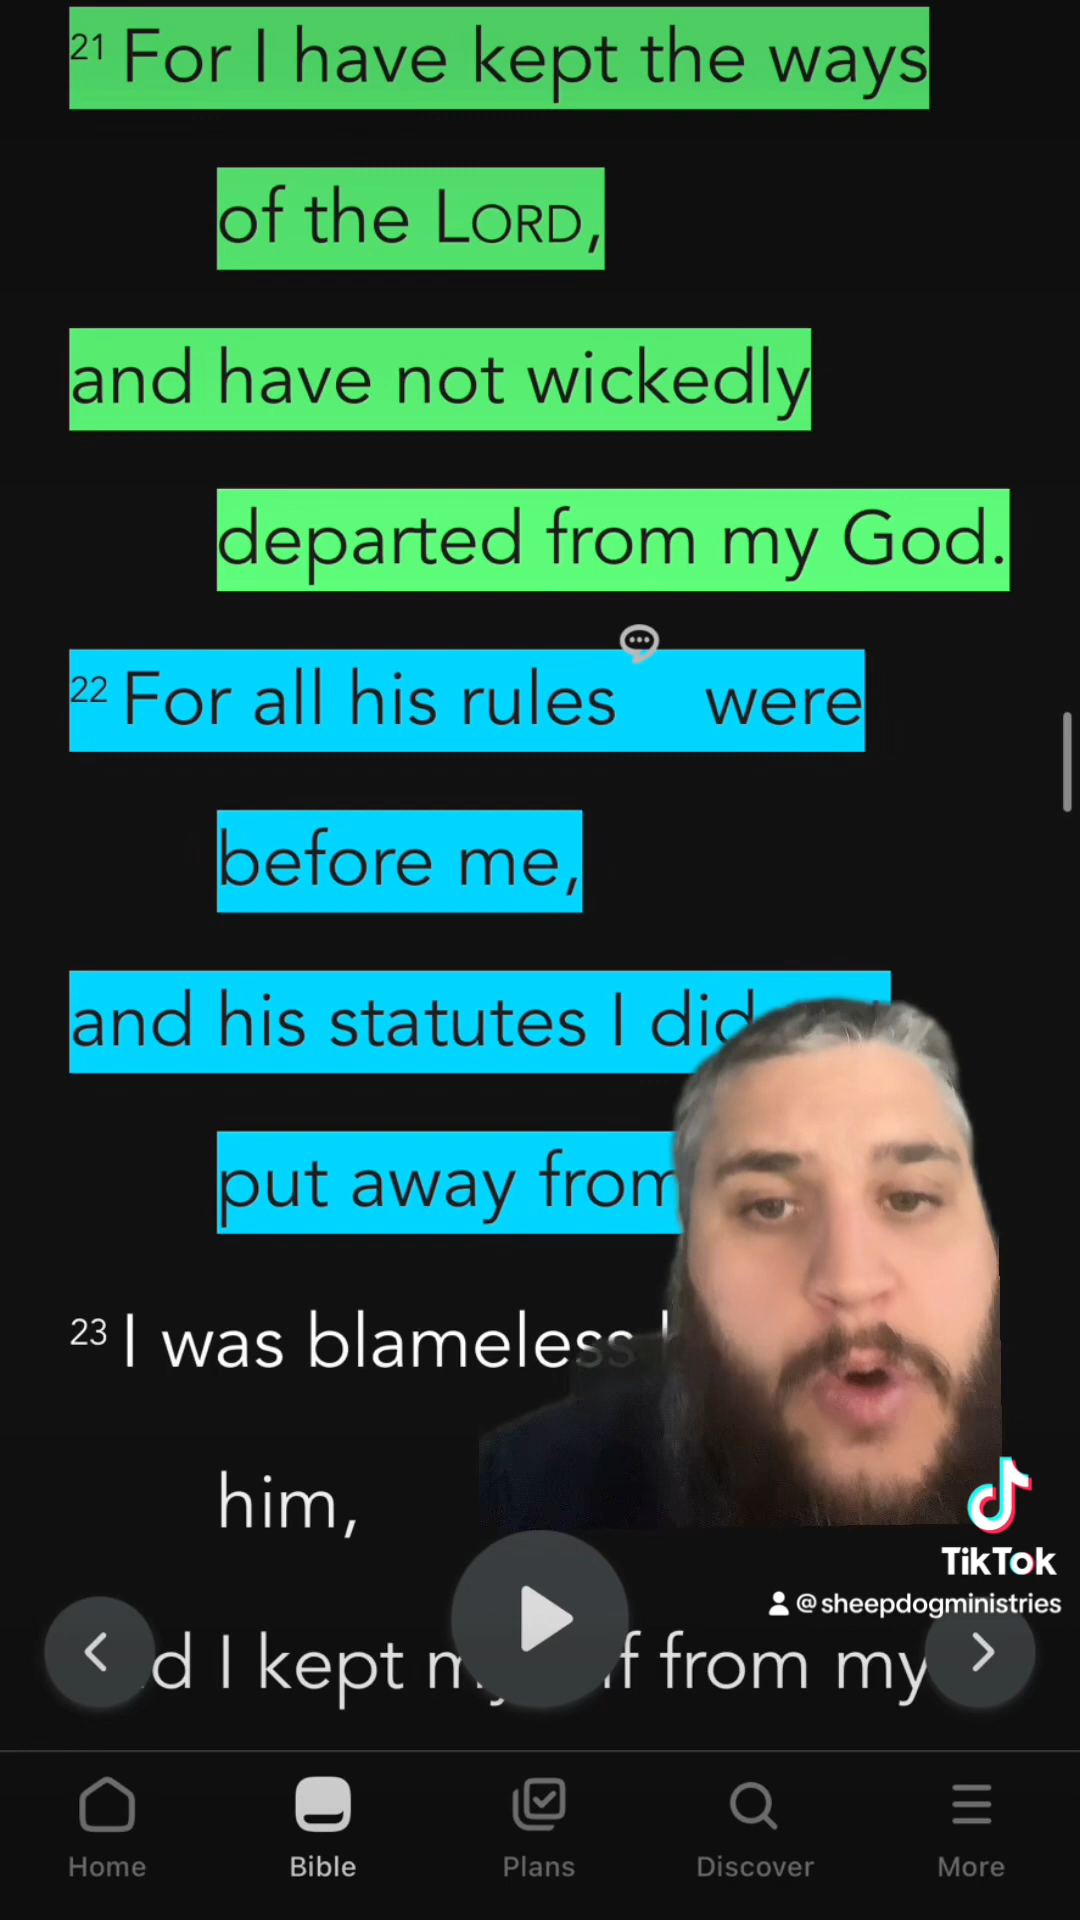 21 For I have kept the ways
of the LORD,
and have not wickedly
departed from my God.
22 For all his rules were
before me,
and his statutes I did
put away from
23 I was blameless
him,
I kept from my
TikTok
@sheepdogministries
Home Bible Plans Discover More